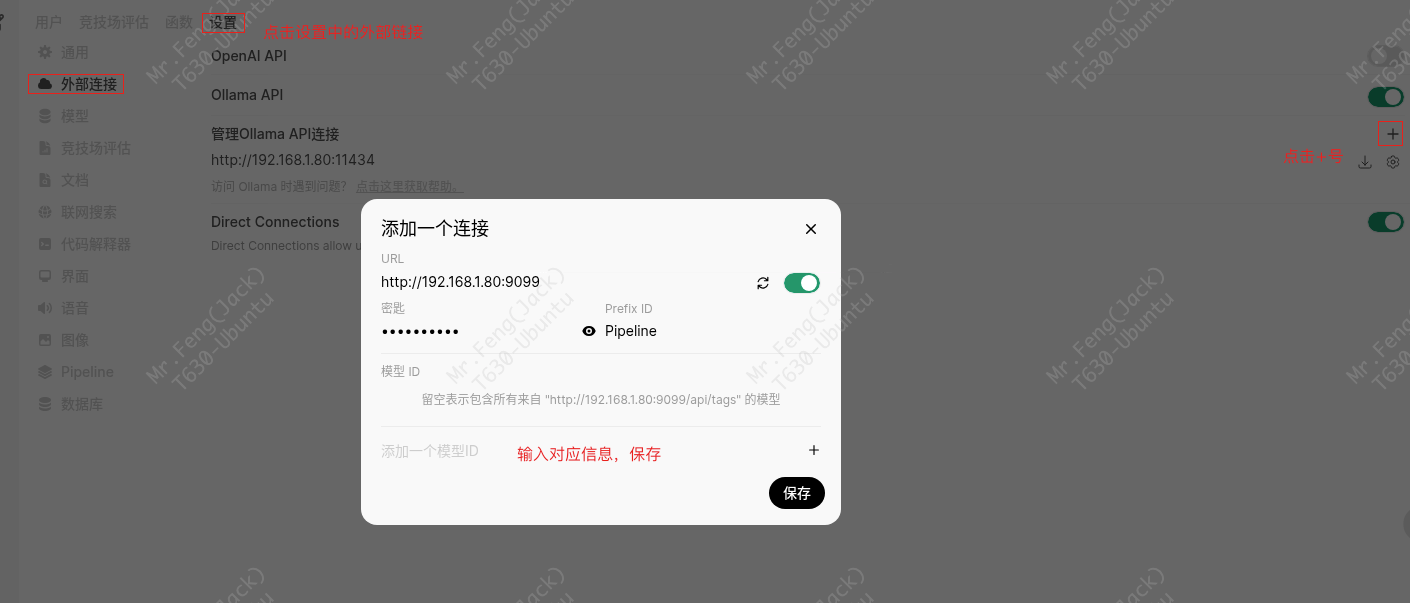 用户 竞技场评估 函数 设置
点击设置中的外部链接
通用
外部连接
模型
竞技场评估
文档
联网搜索
代码解释器
界面
语音
图像
Pipeline
数据库
OpenAI API
Ollama API
管理Ollama API连接
http://192.168.1.80:11434
点击+号
访问 Ollama 时遇到问题? 点击这里获取帮助。
Direct Connections
Direct Connections allow
添加一个连接
URL
http://192.168.1.80:9099
密匙 Prefix ID
•••••••••• Pipeline
模型 ID
留空表示包含所有来自 "http://192.168.1.80:9099/api/tags" 的模型
添加一个模型ID
输入对应信息，保存
保存
Mr.Feng(Jack)
T630-Ubuntu